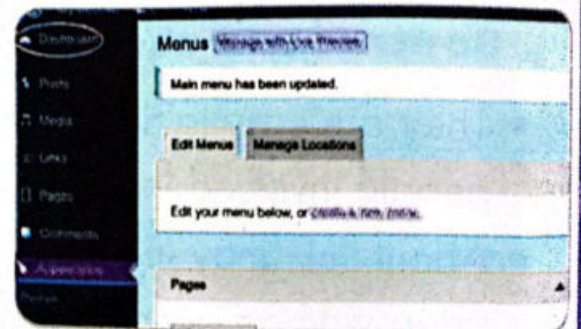 Dashboard
Menus Manage with Live Preview
Posts
Main menu has been updated.
Media
Edit Menus Manage Locations
Links
Pages
Edit your menu below, or create a new menu.
Comments
Appearance
Pages
Themes